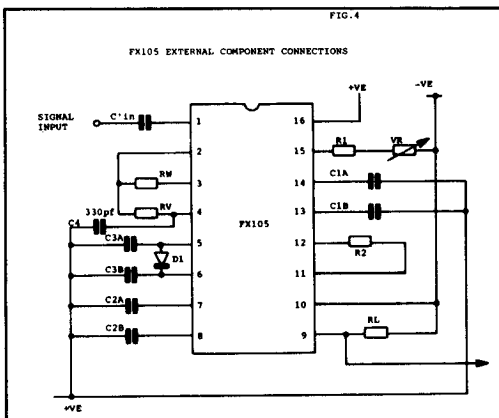 FIG.4
FX105 EXTERNAL COMPONENT CONNECTIONS
+VE
-VE
SIGNAL
INPUT
C'in
1
16
2
15
R1
VR
RW
3
14
C1A
C4
330pf
RV
4
FX105
13
C1B
C3A
5
12
R2
D1
C3B
6
11
C2A
7
10
C2B
8
9
RL
+VE